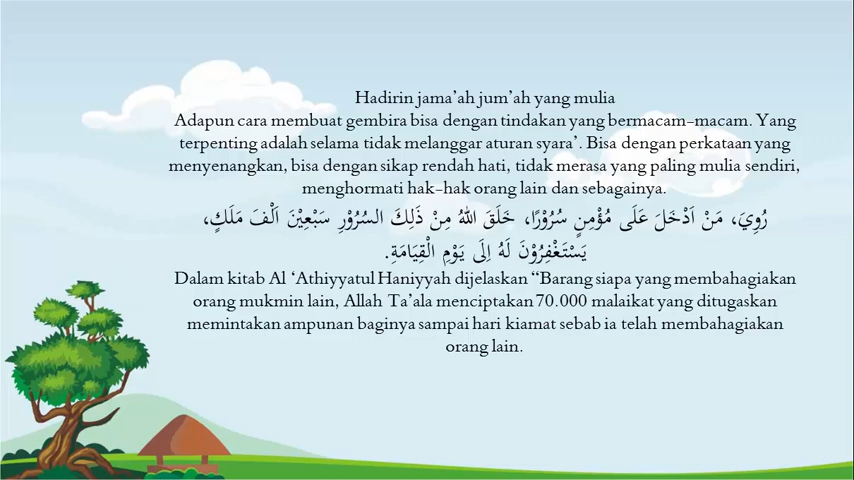 Hadirin jama’ah jum’ah yang mulia
Adapun cara membuat gembira bisa dengan tindakan yang bermacam-macam. Yang
terpenting adalah selama tidak melanggar aturan syara’. Bisa dengan perkataan yang
menyenangkan, bisa dengan sikap rendah hati, tidak merasa yang paling mulia sendiri,
menghormati hak-hak orang lain dan sebagainya.
رُوِيَ، مَنْ اَدْخَلَ عَلَى مُؤْمِنٍ سُرُوْرًا، خَلَقَ اللهُ مِنْ ذَلِكَ السُرُوْرِ سَبْعِيْنَ اَلْفَ مَلَكٍ،
يَسْتَغْفِرُوْنَ لَهُ اِلَى يَوْمِ الْقِيَامَةِ.
Dalam kitab Al ‘Athiyyatul Haniyyah dijelaskan “Barang siapa yang membahagiakan
orang mukmin lain, Allah Ta’ala menciptakan 70.000 malaikat yang ditugaskan
memintakan ampunan baginya sampai hari kiamat sebab ia telah membahagiakan
orang lain.